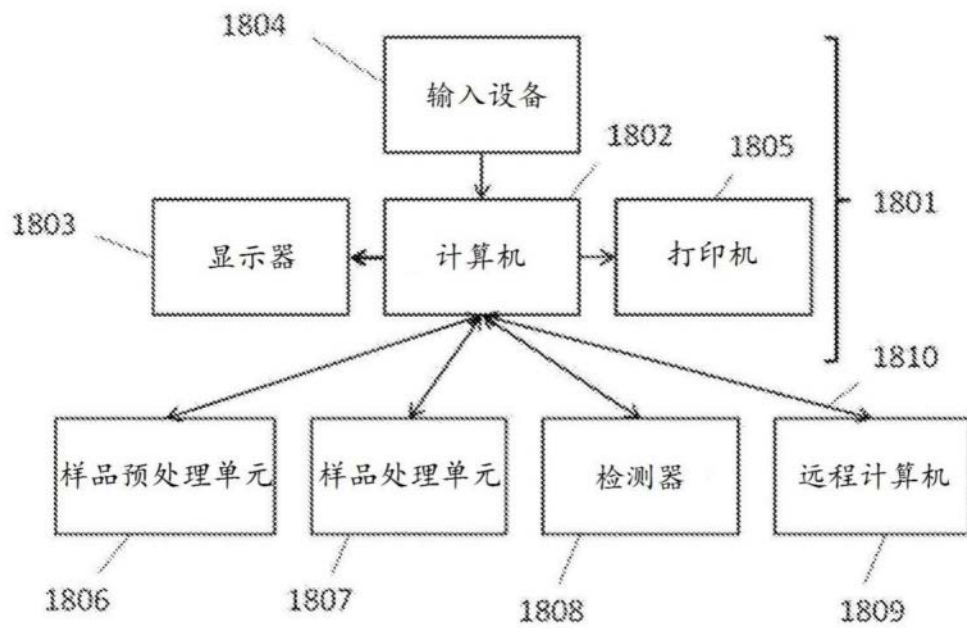 1804
输入设备
1802
1805
1801
1803
显示器
计算机
打印机
1810
样品预处理单元
样品处理单元
检测器
远程计算机
1806
1807
1808
1809